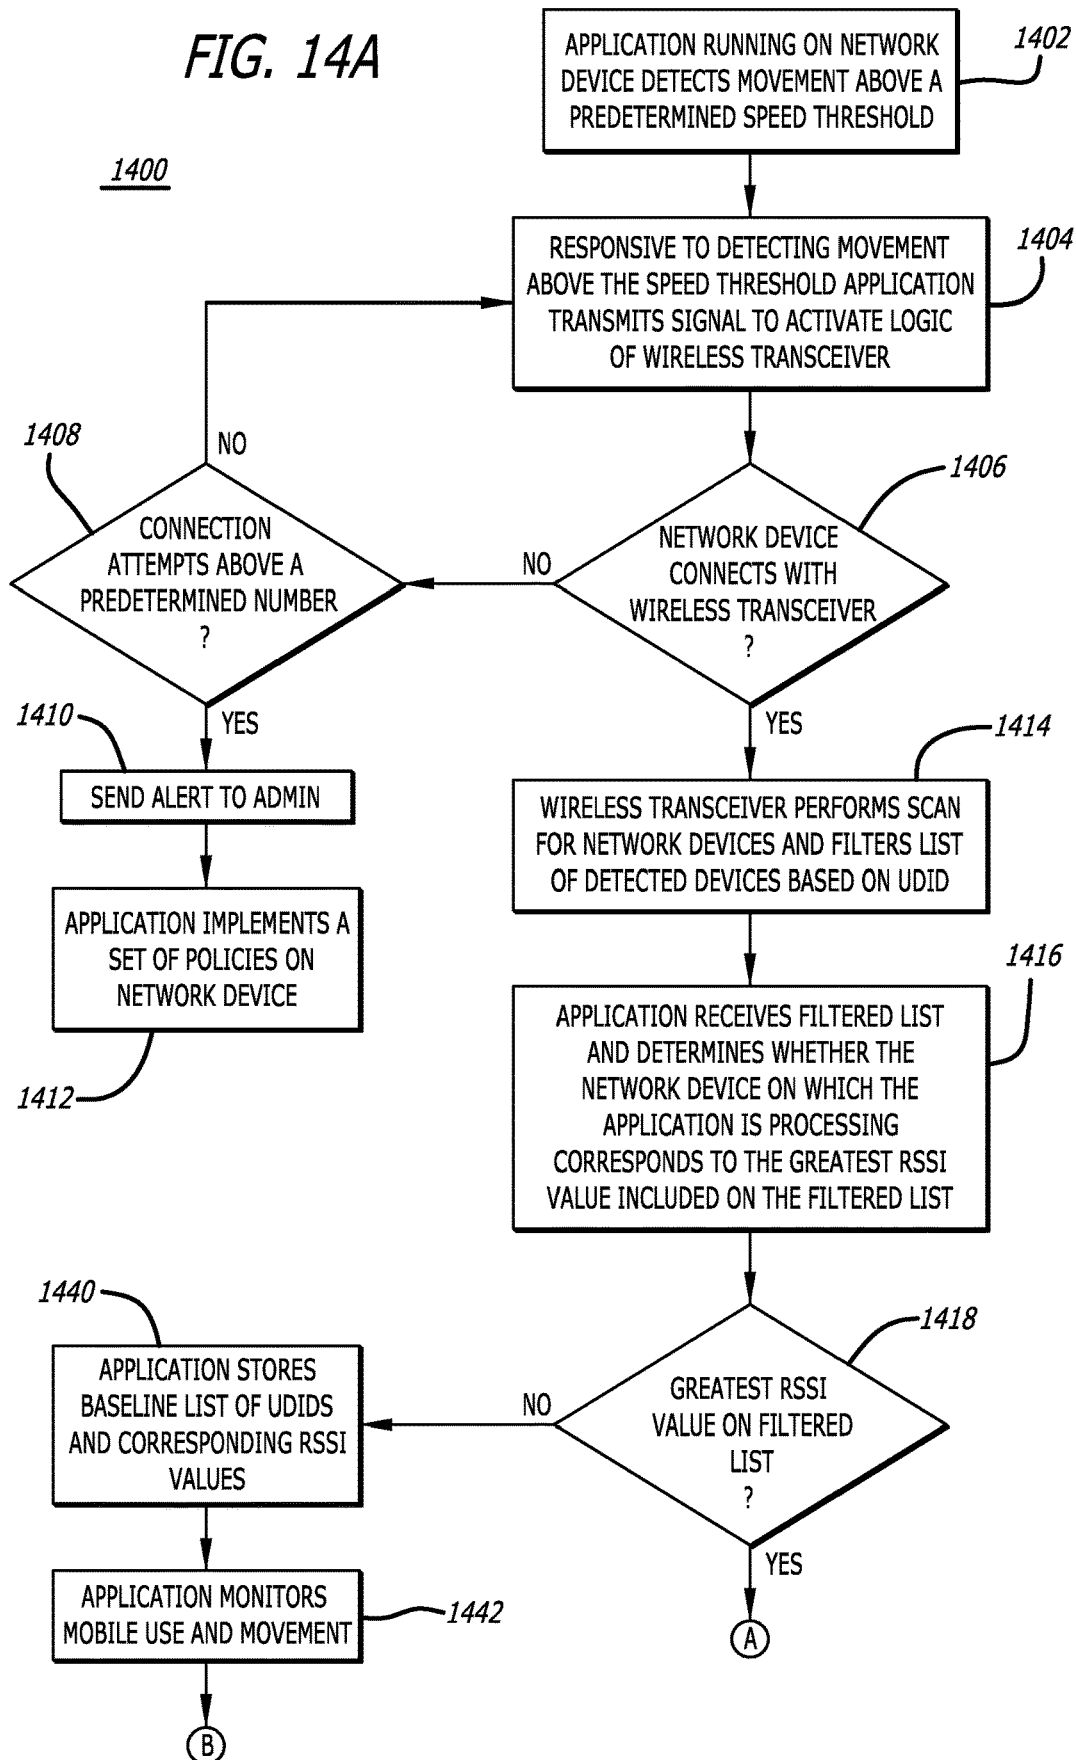 FIG. 14A
1400
APPLICATION RUNNING ON NETWORK
DEVICE DETECTS MOVEMENT ABOVE A
PREDETERMINED SPEED THRESHOLD
1402
RESPONSIVE TO DETECTING MOVEMENT
ABOVE THE SPEED THRESHOLD APPLICATION
TRANSMITS SIGNAL TO ACTIVATE LOGIC
OF WIRELESS TRANSCEIVER
1404
NETWORK DEVICE
CONNECTS WITH
WIRELESS TRANSCEIVER
?
1406
NO
YES
CONNECTION
ATTEMPTS ABOVE A
PREDETERMINED NUMBER
?
1408
NO
YES
SEND ALERT TO ADMIN
1410
APPLICATION IMPLEMENTS A
SET OF POLICIES ON
NETWORK DEVICE
1412
WIRELESS TRANSCEIVER PERFORMS SCAN
FOR NETWORK DEVICES AND FILTERS LIST
OF DETECTED DEVICES BASED ON UDID
1414
APPLICATION RECEIVES FILTERED LIST
AND DETERMINES WHETHER THE
NETWORK DEVICE ON WHICH THE
APPLICATION IS PROCESSING
CORRESPONDS TO THE GREATEST RSSI
VALUE INCLUDED ON THE FILTERED LIST
1416
GREATEST RSSI
VALUE ON FILTERED
LIST
?
1418
NO
YES
A
APPLICATION STORES
BASELINE LIST OF UDIDS
AND CORRESPONDING RSSI
VALUES
1440
APPLICATION MONITORS
MOBILE USE AND MOVEMENT
1442
B